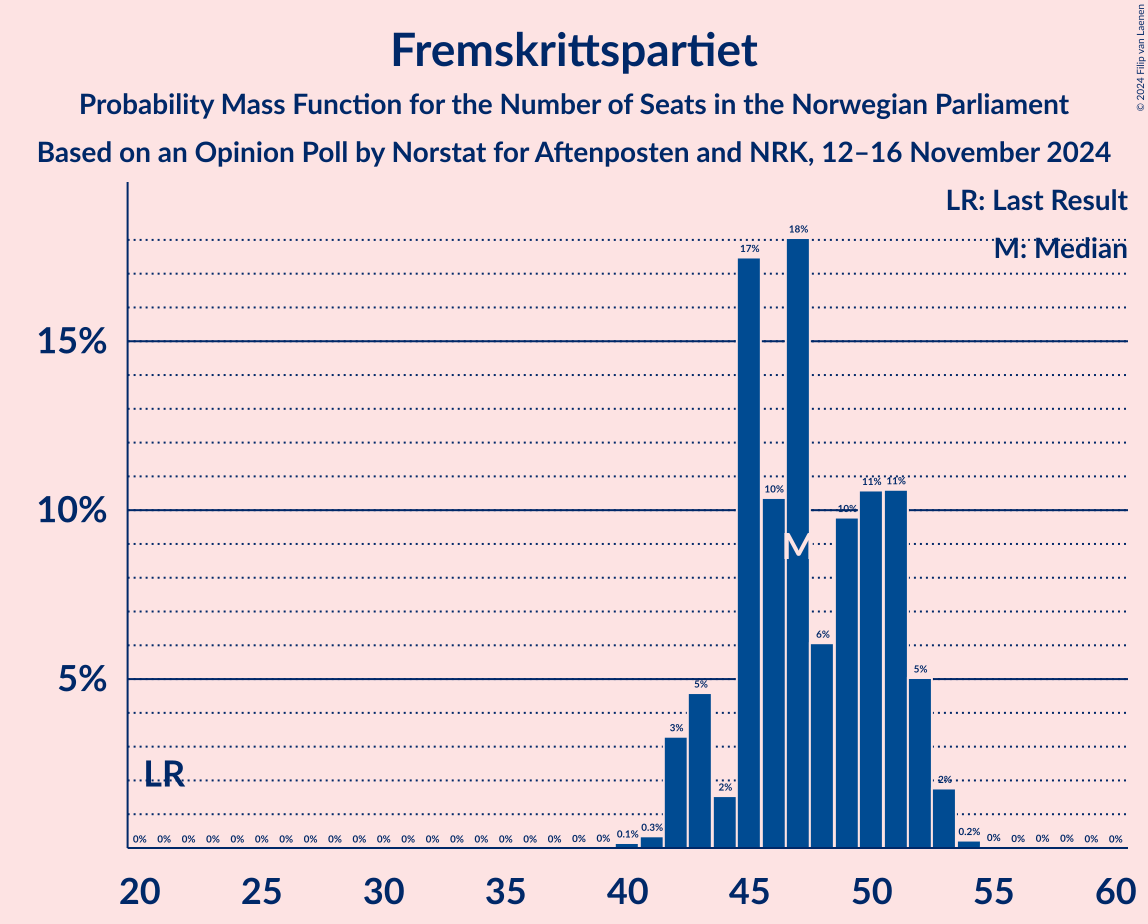 Fremskrittspartiet
Probability Mass Function for the Number of Seats in the Norwegian Parliament
Based on an Opinion Poll by Norstat for Aftenposten and NRK, 12–16 November 2024
© 2024 Filip van Laenen
LR: Last Result
M: Median
15%
10%
5%
LR
M
0% 0% 0% 0% 0% 0% 0% 0% 0% 0% 0% 0% 0% 0% 0% 0% 0% 0% 0% 0% 0.1% 0.3% 3% 5% 2% 17% 10% 18% 6% 10% 11% 11% 5% 2% 0.2% 0% 0% 0% 0% 0% 0%
20 25 30 35 40 45 50 55 60